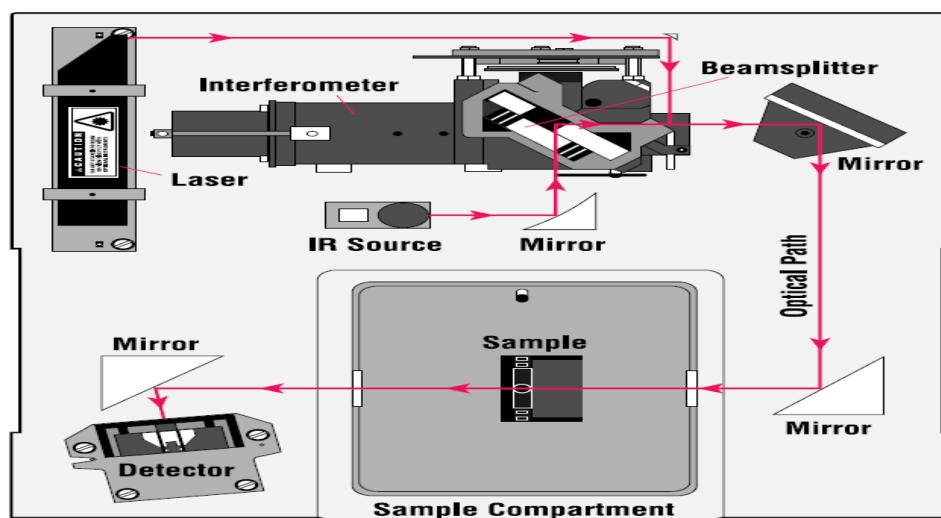 Interferometer
Beamsplitter
CAUTION
Laser
Mirror
IR Source
Mirror
Optical Path
Mirror
Sample
Mirror
Detector
Sample Compartment